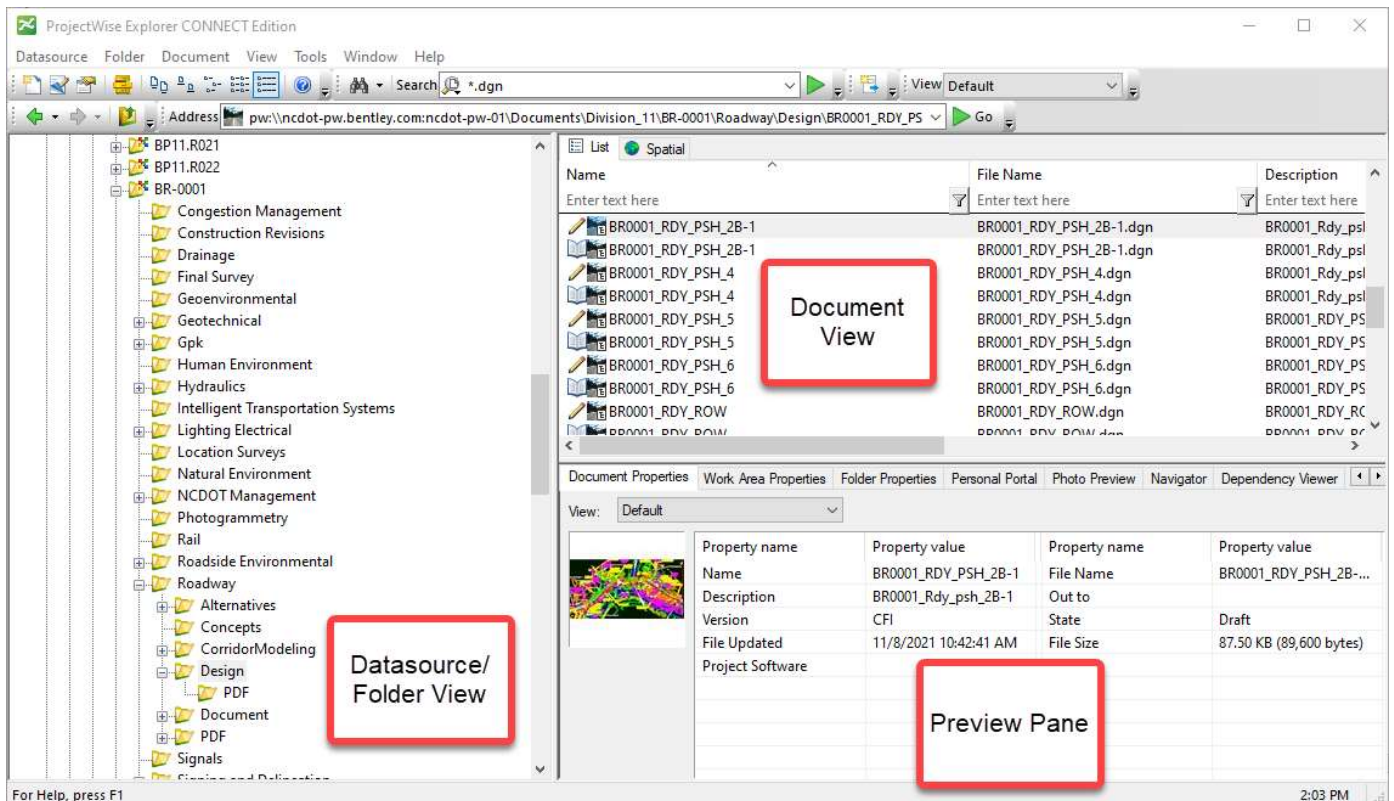 ProjectWise Explorer CONNECT Edition
Datasource Folder Document View Tools Window Help
Search *.dgn View Default
Address pw:\\ncdot-pw.bentley.com:ncdot-pw-01\Documents\Division_11\BR-0001\Roadway\Design\BR0001_RDY_PS Go
BP11.R021
BP11.R022
BR-0001
Congestion Management
Construction Revisions
Drainage
Final Survey
Geoenvironmental
Geotechnical
Gpk
Human Environment
Hydraulics
Intelligent Transportation Systems
Lighting Electrical
Location Surveys
Natural Environment
NCDOT Management
Photogrammetry
Rail
Roadside Environmental
Roadway
Alternatives
Concepts
CorridorModeling
Design
PDF
Document
PDF
Signals
Datasource/
Folder View
List Spatial
Name File Name Description
Enter text here Enter text here Enter text here
BR0001_RDY_PSH_2B-1 BR0001_RDY_PSH_2B-1.dgn BR0001_Rdy_psl
BR0001_RDY_PSH_2B-1 BR0001_RDY_PSH_2B-1.dgn BR0001_Rdy_psl
BR0001_RDY_PSH_4 BR0001_RDY_PSH_4.dgn BR0001_Rdy_psl
BR0001_RDY_PSH_4 BR0001_RDY_PSH_4.dgn BR0001_Rdy_psl
BR0001_RDY_PSH_5 BR0001_RDY_PSH_5.dgn BR0001_RDY_PS
BR0001_RDY_PSH_5 BR0001_RDY_PSH_5.dgn BR0001_RDY_PS
BR0001_RDY_PSH_6 BR0001_RDY_PSH_6.dgn BR0001_RDY_PS
BR0001_RDY_PSH_6 BR0001_RDY_PSH_6.dgn BR0001_RDY_PS
BR0001_RDY_ROW BR0001_RDY_ROW.dgn BR0001_RDY_RC
Document
View
Document Properties Work Area Properties Folder Properties Personal Portal Photo Preview Navigator Dependency Viewer
View: Default
Property name Property value Property name Property value
Name BR0001_RDY_PSH_2B-1 File Name BR0001_RDY_PSH_2B-...
Description BR0001_Rdy_psh_2B-1 Out to
Version CFI State Draft
File Updated 11/8/2021 10:42:41 AM File Size 87.50 KB (89,600 bytes)
Project Software
Preview Pane
For Help, press F1 2:03 PM